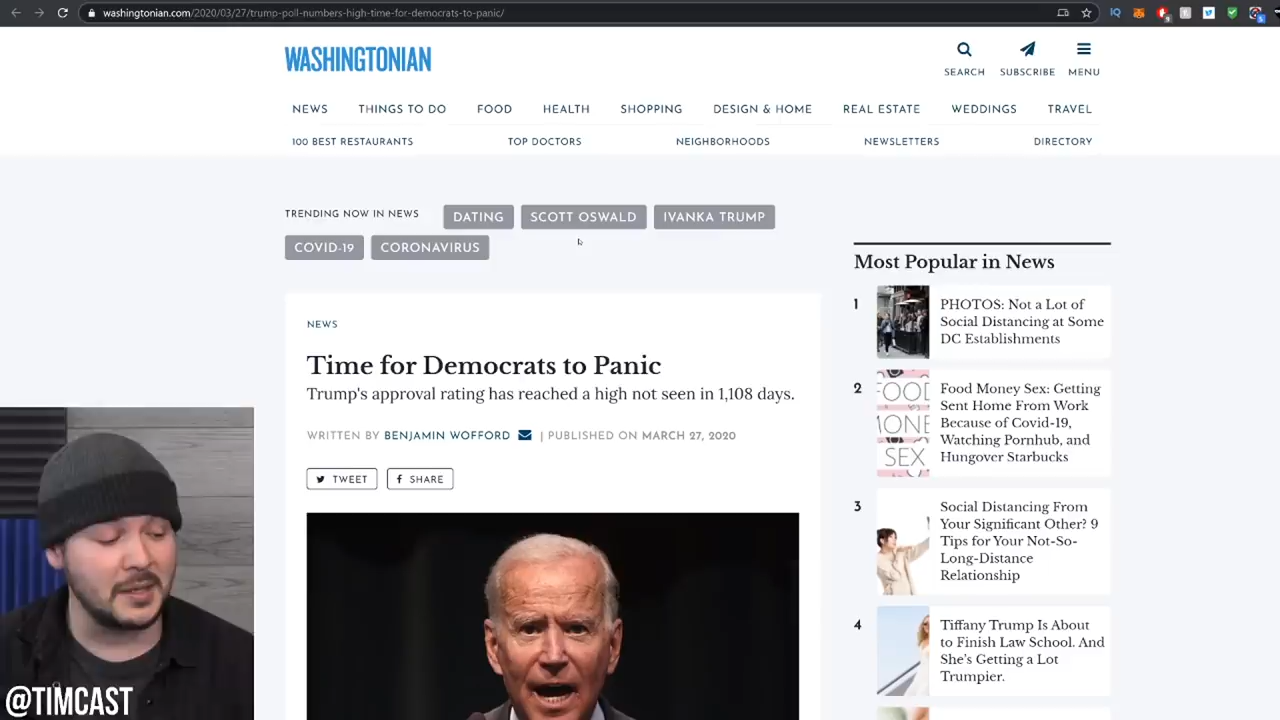 washingtonian.com/2020/03/27/trump-poll-numbers-high-time-for-democrats-to-panic/
WASHINGTONIAN
SEARCH
SUBSCRIBE
MENU
NEWS
THINGS TO DO
FOOD
HEALTH
SHOPPING
DESIGN & HOME
REAL ESTATE
WEDDINGS
TRAVEL
100 BEST RESTAURANTS
TOP DOCTORS
NEIGHBORHOODS
NEWSLETTERS
DIRECTORY
TRENDING NOW IN NEWS
DATING
SCOTT OSWALD
IVANKA TRUMP
COVID-19
CORONAVIRUS
NEWS
Time for Democrats to Panic
Trump's approval rating has reached a high not seen in 1,108 days.
WRITTEN BY BENJAMIN WOFFORD | PUBLISHED ON MARCH 27, 2020
TWEET
SHARE
Most Popular in News
1
PHOTOS: Not a Lot of
Social Distancing at Some
DC Establishments
2
FOOD
MONE
SEX
Food Money Sex: Getting
Sent Home From Work
Because of Covid-19,
Watching Pornhub, and
Hungover Starbucks
3
Social Distancing From
Your Significant Other? 9
Tips for Your Not-So-
Long-Distance
Relationship
4
Tiffany Trump Is About
to Finish Law School. And
She's Getting a Lot
Trumpier.
@TIMCAST